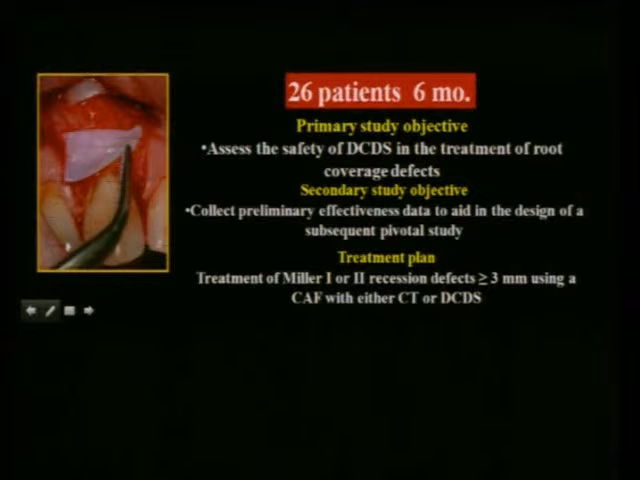 26 patients 6 mo.
Primary study objective
•Assess the safety of DCDS in the treatment of root
coverage defects
Secondary study objective
•Collect preliminary effectiveness data to aid in the design of a
subsequent pivotal study
Treatment plan
Treatment of Miller I or II recession defects ≥ 3 mm using a
CAF with either CT or DCDS